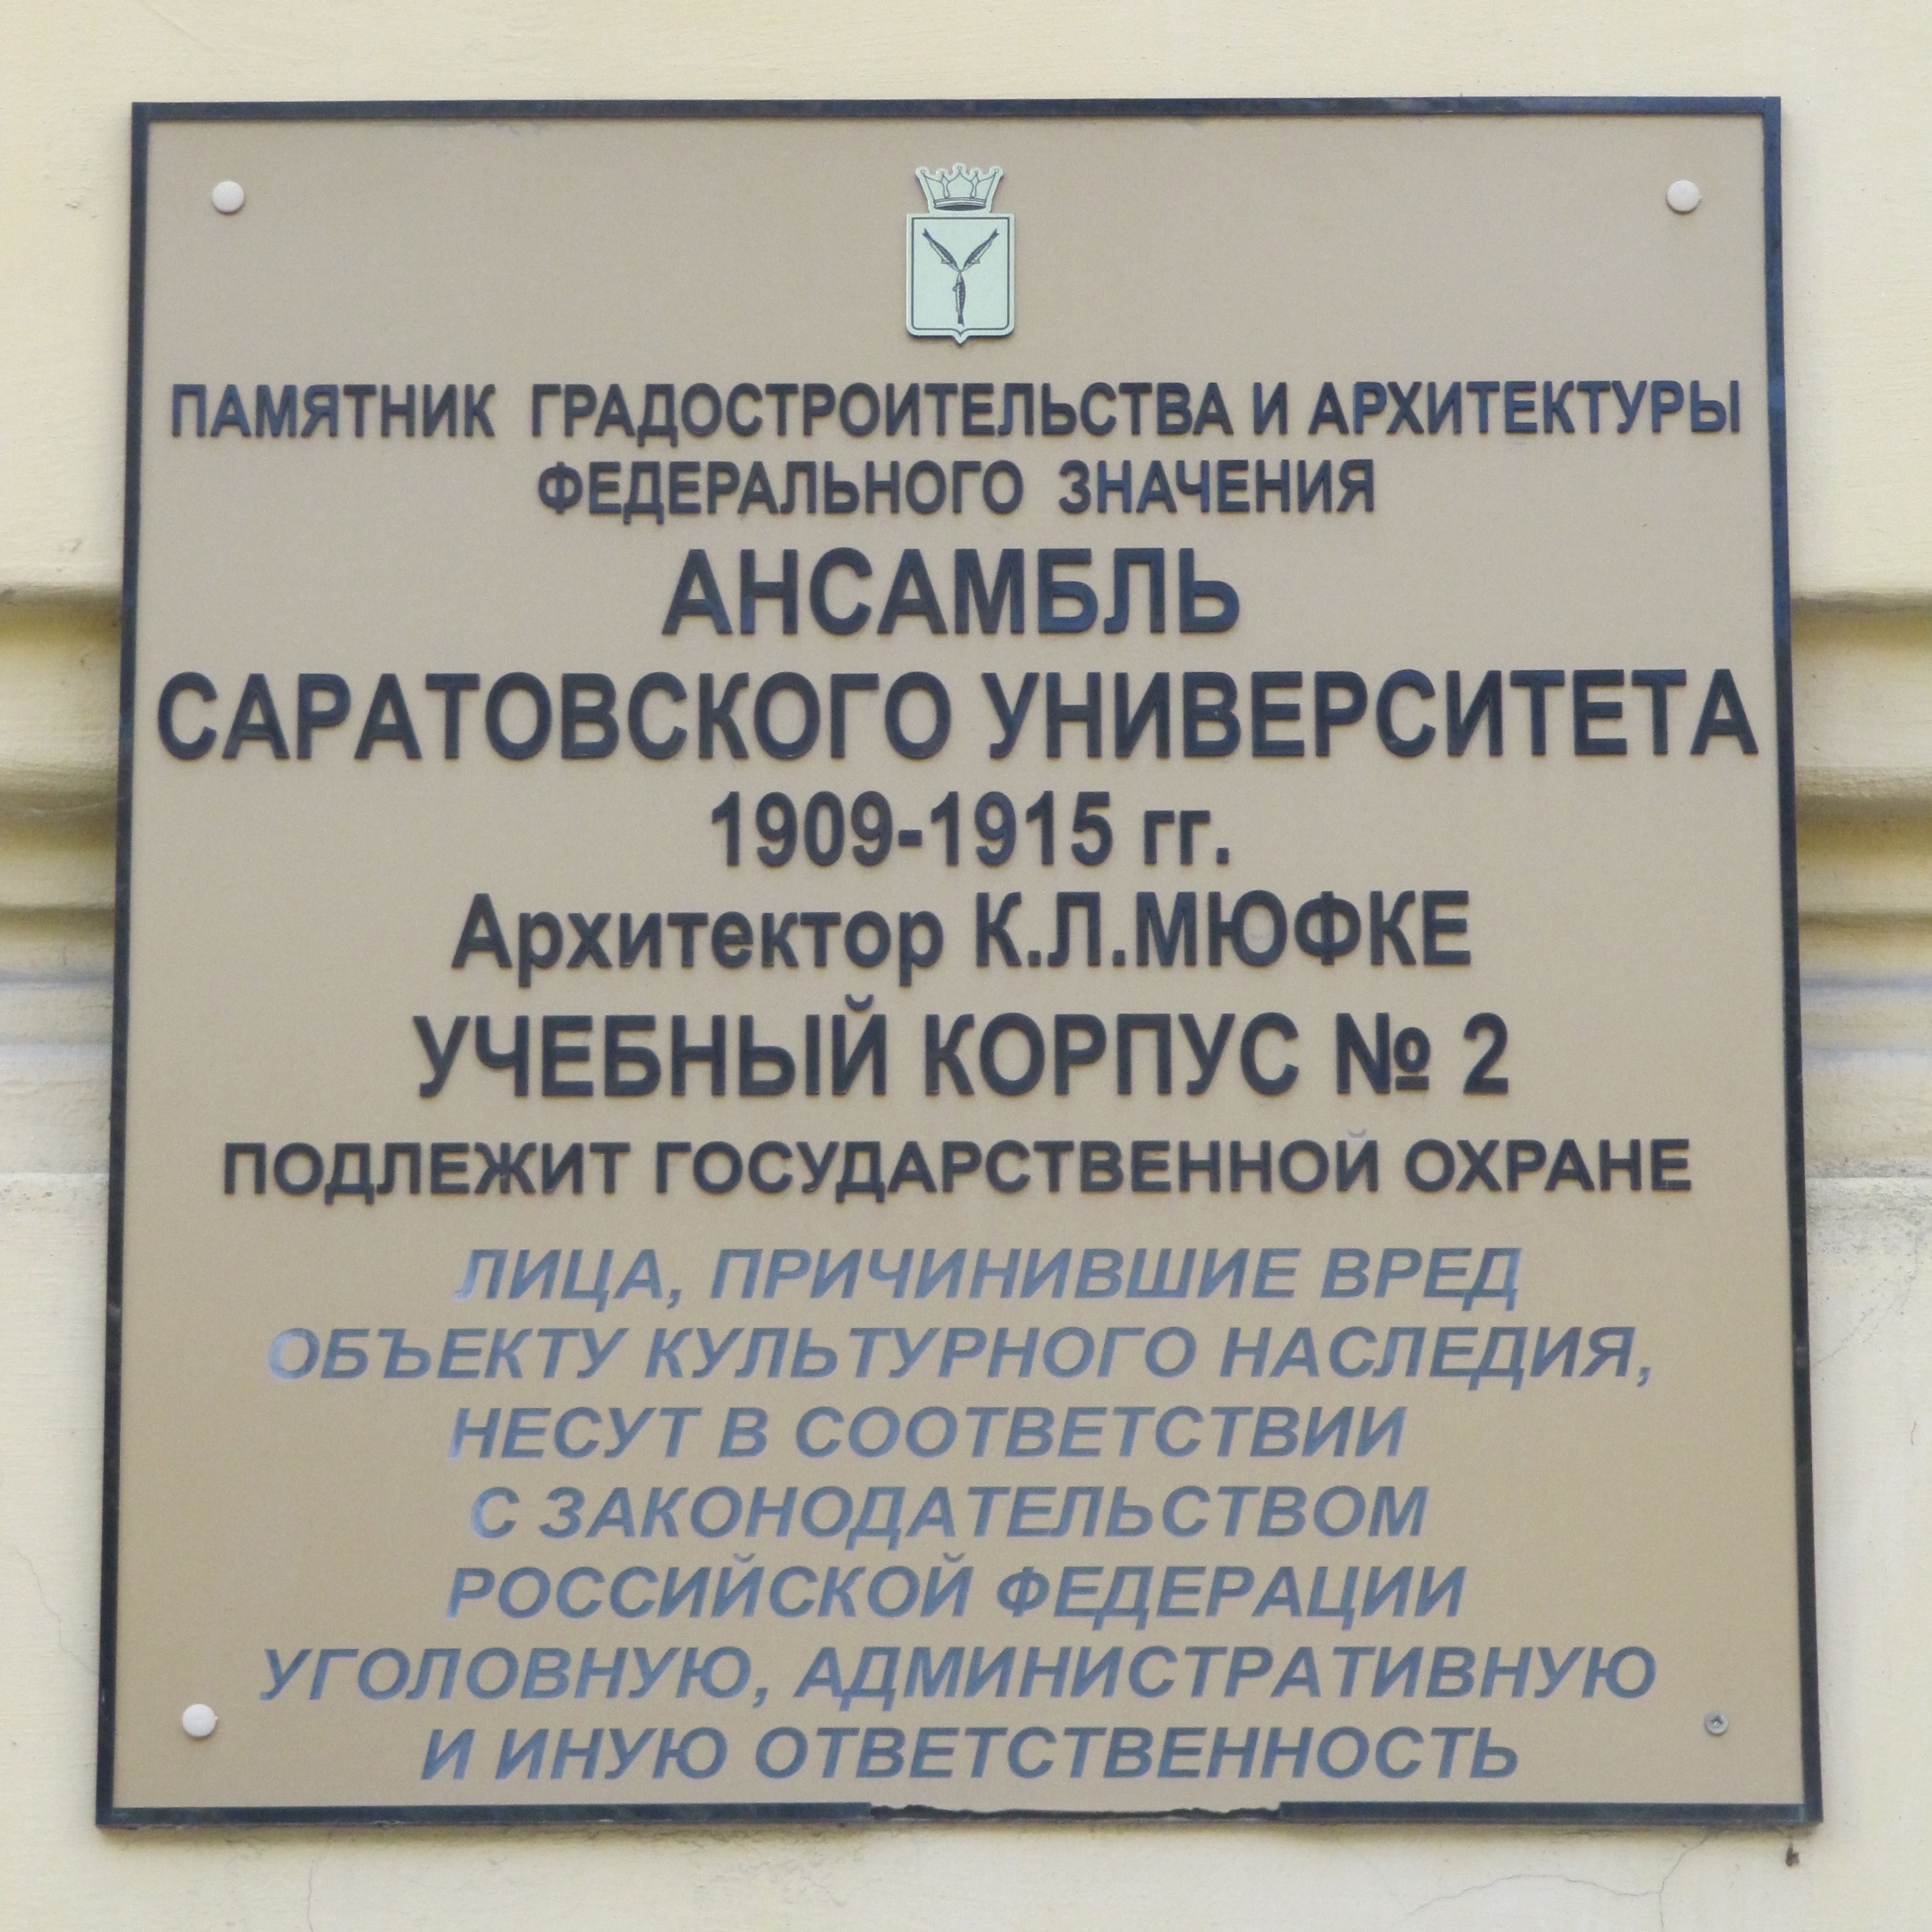 ПАМЯТНИК ГРАДОСТРОИТЕЛЬСТВА И АРХИТЕКТУРЫ
ФЕДЕРАЛЬНОГО ЗНАЧЕНИЯ
АНСАМБЛЬ
САРАТОВСКОГО УНИВЕРСИТЕТА
1909-1915 гг.
Архитектор К.Л.МЮФКЕ
УЧЕБНЫЙ КОРПУС № 2
ПОДЛЕЖИТ ГОСУДАРСТВЕННОЙ ОХРАНЕ
ЛИЦА, ПРИЧИНИВШИЕ ВРЕД
ОБЪЕКТУ КУЛЬТУРНОГО НАСЛЕДИЯ,
НЕСУТ В СООТВЕТСТВИИ
С ЗАКОНОДАТЕЛЬСТВОМ
РОССИЙСКОЙ ФЕДЕРАЦИИ
УГОЛОВНУЮ, АДМИНИСТРАТИВНУЮ
И ИНУЮ ОТВЕТСТВЕННОСТЬ